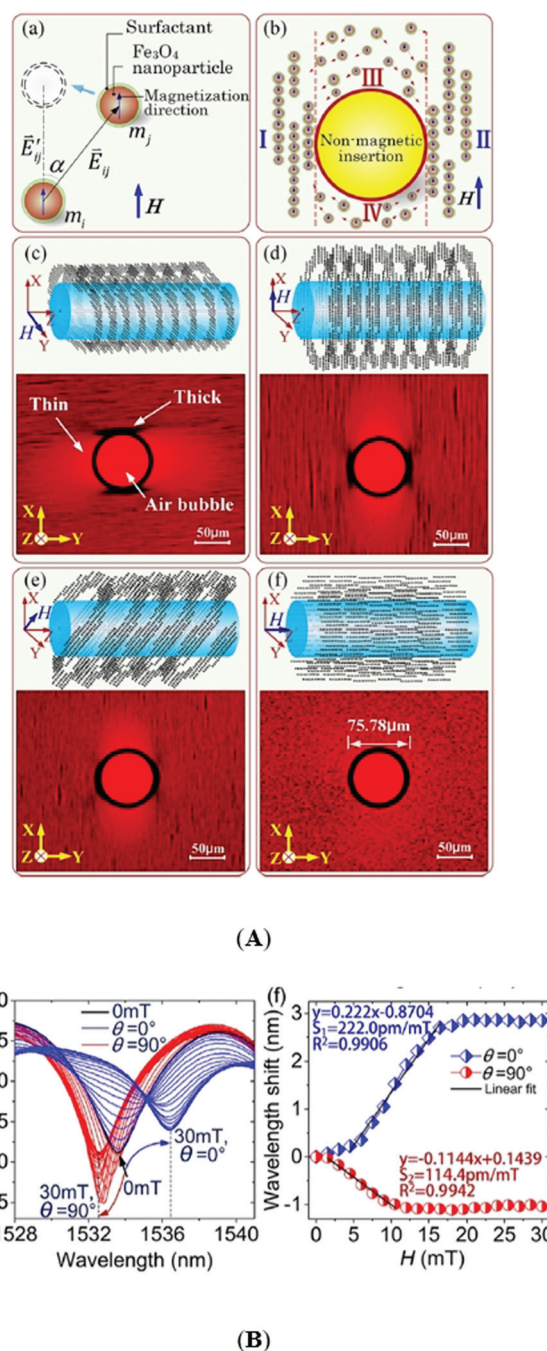 (a)
Surfactant
Fe₃O₄
nanoparticle
Magnetization
direction
E⃗'ij
α
E⃗ij
mj
mi
H
(b)
I
II
III
Non-magnetic
insertion
IV
H
(c)
X
Z
H
Y
Thin
Thick
Air bubble
X
Z
Y
50μm
(d)
X
H
Y
X
Z
Y
50μm
(e)
X
H
Y
X
Z
Y
50μm
(f)
X
H
Y
75.78μm
X
Z
Y
50μm
(A)
0mT
θ=0°
θ=90°
30mT,
θ=0°
0mT
30mT,
θ=90°
1528 1532 1536 1540
Wavelength (nm)
(f)
y=0.222x-0.8704
S₁=222.0pm/mT
R²=0.9906
θ=0°
θ=90°
Linear fit
y=-0.1144x+0.1439
S₂=114.4pm/mT
R²=0.9942
Wavelength shift (nm)
3
2
1
0
-1
0 5 10 15 20 25 30
H (mT)
(B)